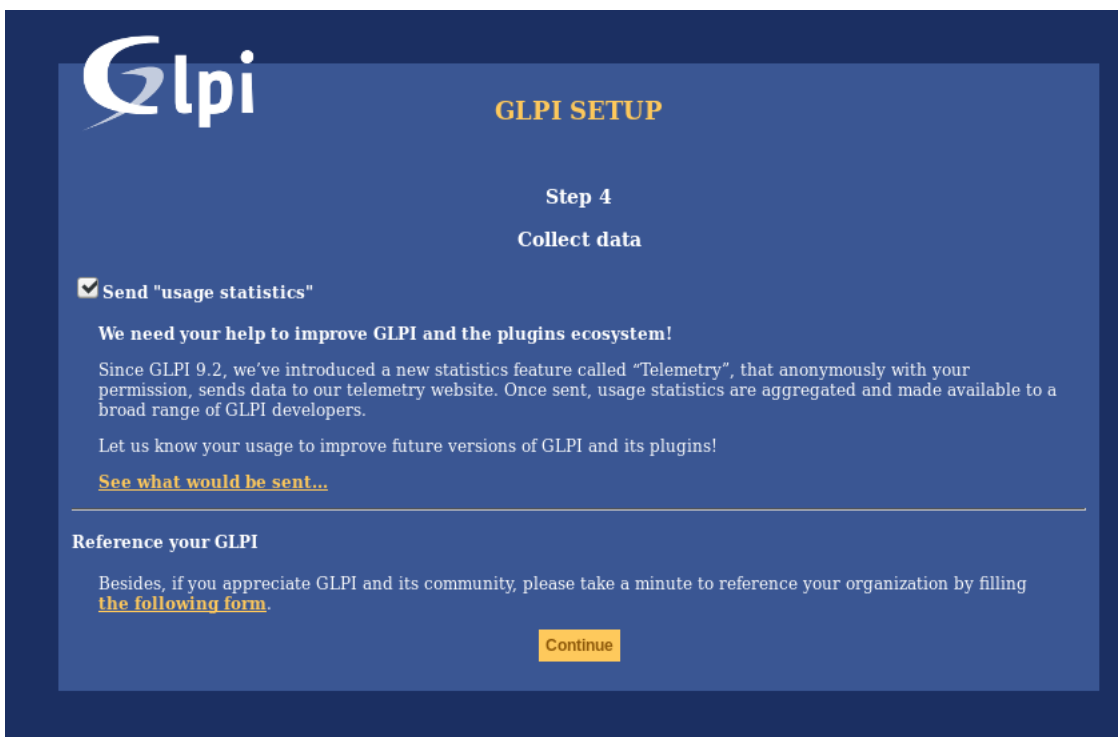 Glpi
GLPI SETUP
Step 4
Collect data
Send "usage statistics"
We need your help to improve GLPI and the plugins ecosystem!
Since GLPI 9.2, we’ve introduced a new statistics feature called “Telemetry”, that anonymously with your
permission, sends data to our telemetry website. Once sent, usage statistics are aggregated and made available to a
broad range of GLPI developers.
Let us know your usage to improve future versions of GLPI and its plugins!
See what would be sent...
Reference your GLPI
Besides, if you appreciate GLPI and its community, please take a minute to reference your organization by filling
the following form.
Continue